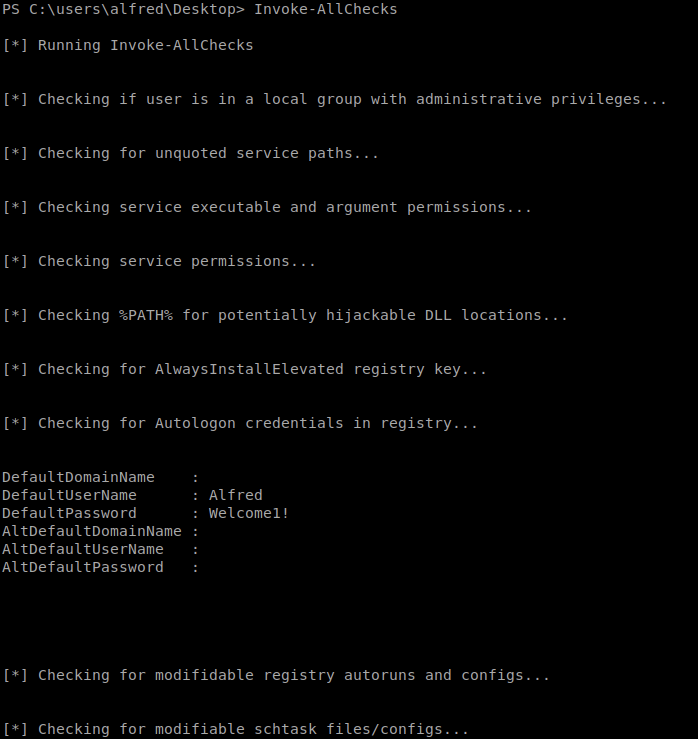 PS C:\users\alfred\Desktop> Invoke-AllChecks
[*] Running Invoke-AllChecks
[*] Checking if user is in a local group with administrative privileges...
[*] Checking for unquoted service paths...
[*] Checking service executable and argument permissions...
[*] Checking service permissions...
[*] Checking %PATH% for potentially hijackable DLL locations...
[*] Checking for AlwaysInstallElevated registry key...
[*] Checking for Autologon credentials in registry...
DefaultDomainName    :
DefaultUserName      : Alfred
DefaultPassword      : Welcome1!
AltDefaultDomainName :
AltDefaultUserName   :
AltDefaultPassword   :
[*] Checking for modifidable registry autoruns and configs...
[*] Checking for modifiable schtask files/configs...